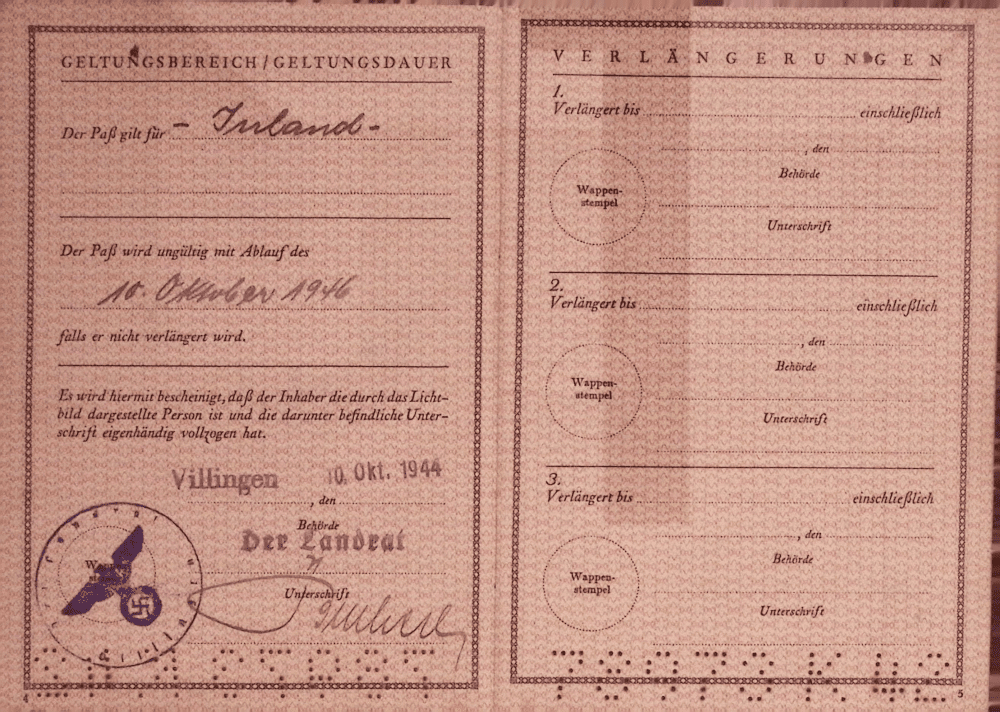 GELTUNGSBEREICH/GELTUNGSDAUER
Der Paß gilt für – Inland –
Der Paß wird ungültig mit Ablauf des
10. Oktober 1946
falls er nicht verlängert wird.
Es wird hiermit bescheinigt, daß der Inhaber die durch das Licht-
bild dargestellte Person ist und die darunter befindliche Unter-
schrift eigenhändig vollzogen hat.
Villingen 10. Okt. 1944
, den
Behörde
Der Landrat
Unterschrift
4
VERLÄNGERUNGEN
1.
Verlängert bis einschließlich
, den
Behörde
Wappen-
stempel
Unterschrift
2.
Verlängert bis einschließlich
, den
Behörde
Wappen-
stempel
Unterschrift
3.
Verlängert bis einschließlich
, den
Behörde
Wappen-
stempel
Unterschrift
5